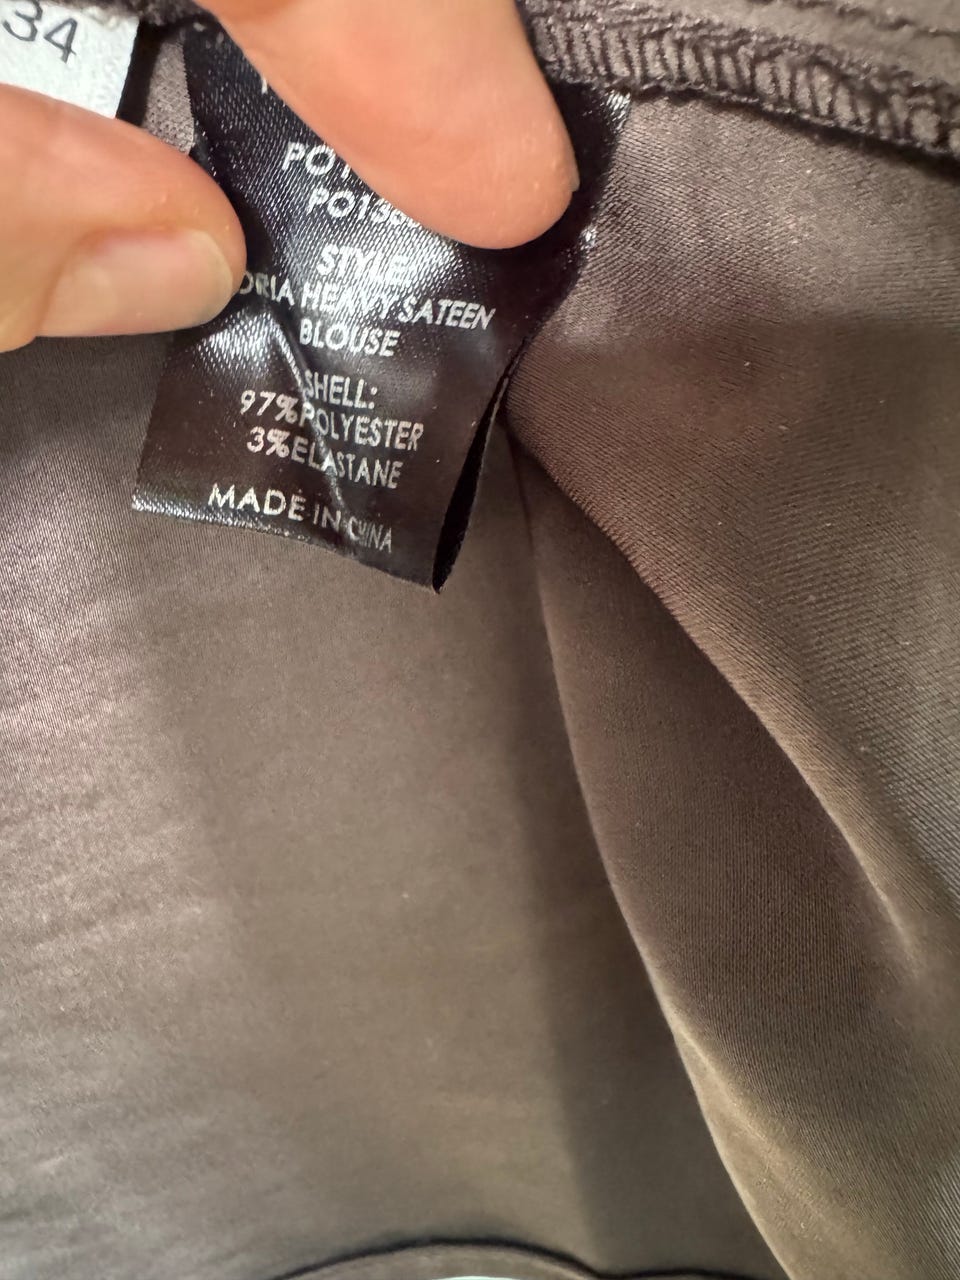 34
STYLE:
HEAVY SATEEN
BLOUSE
SHELL:
97%POLYESTER
3%ELASTANE
MADE IN CHINA